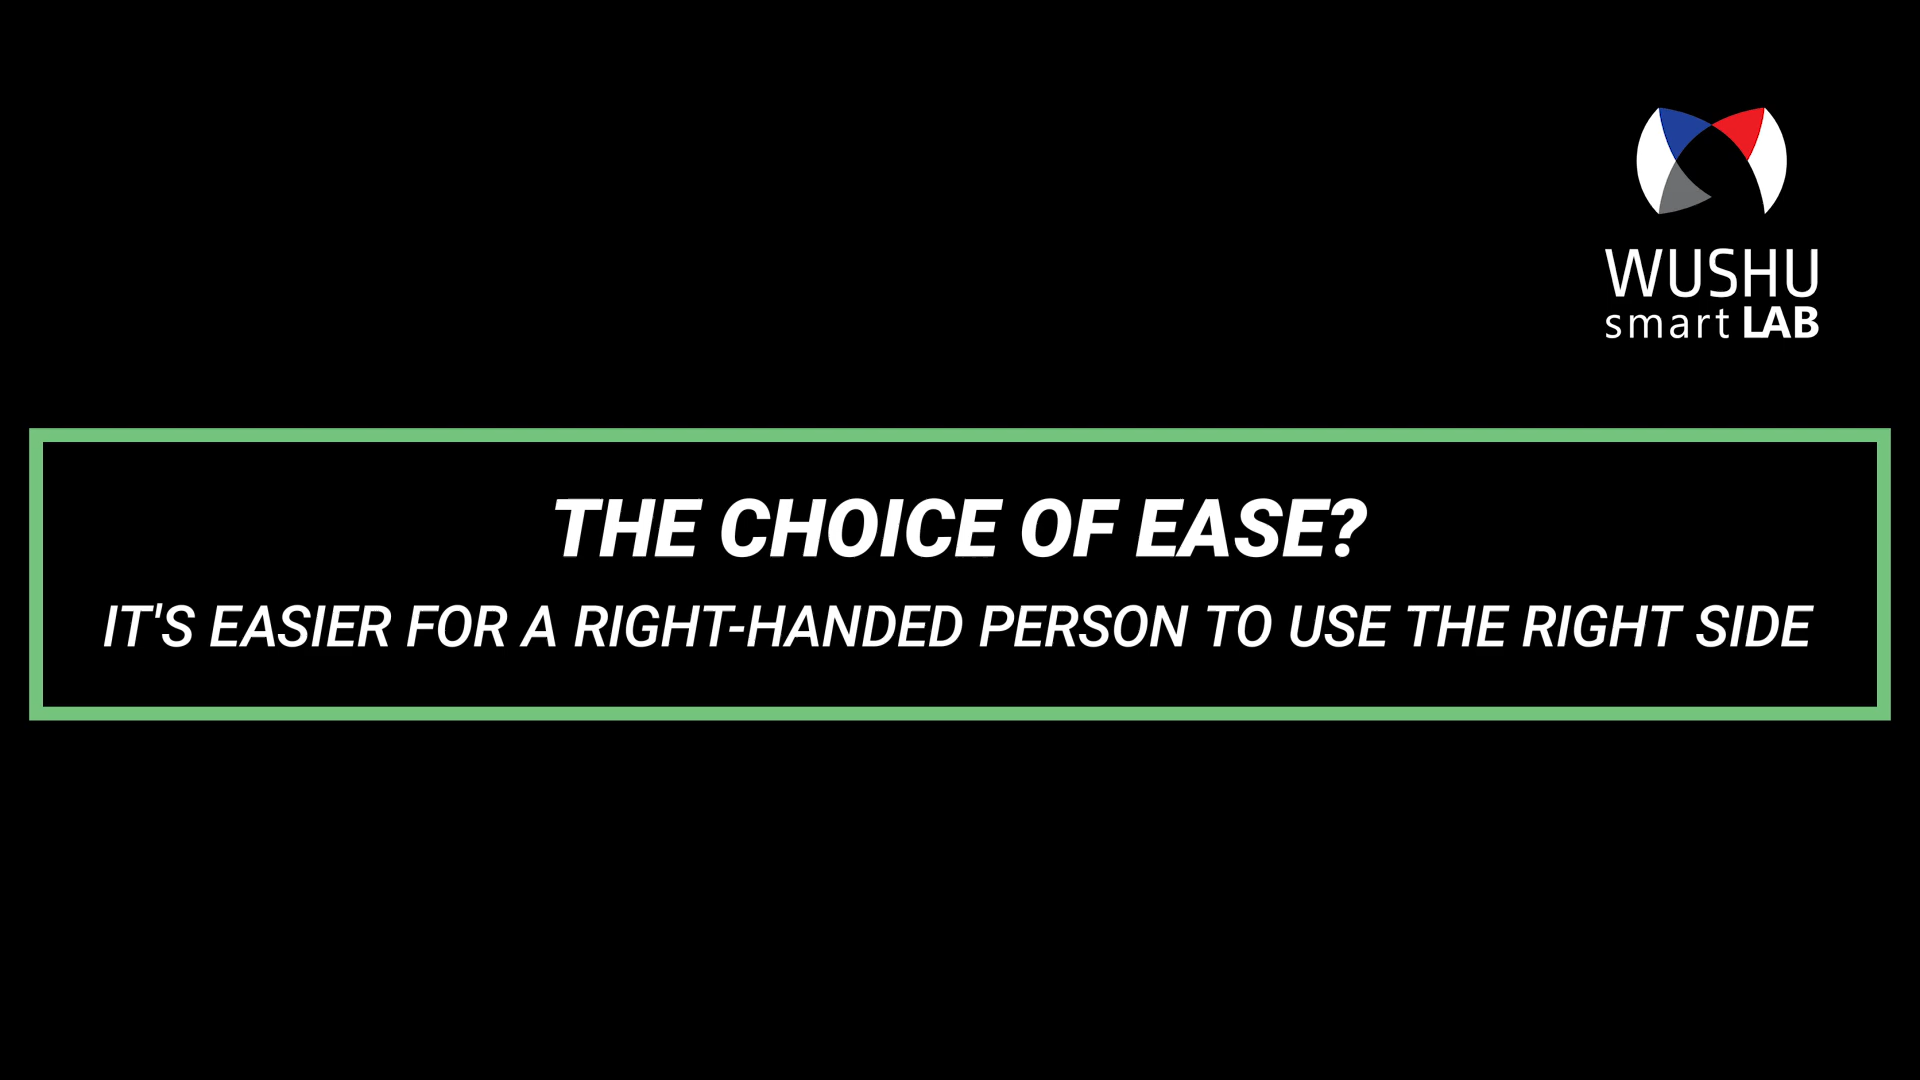 WUSHU
smart LAB
THE CHOICE OF EASE?
IT'S EASIER FOR A RIGHT-HANDED PERSON TO USE THE RIGHT SIDE